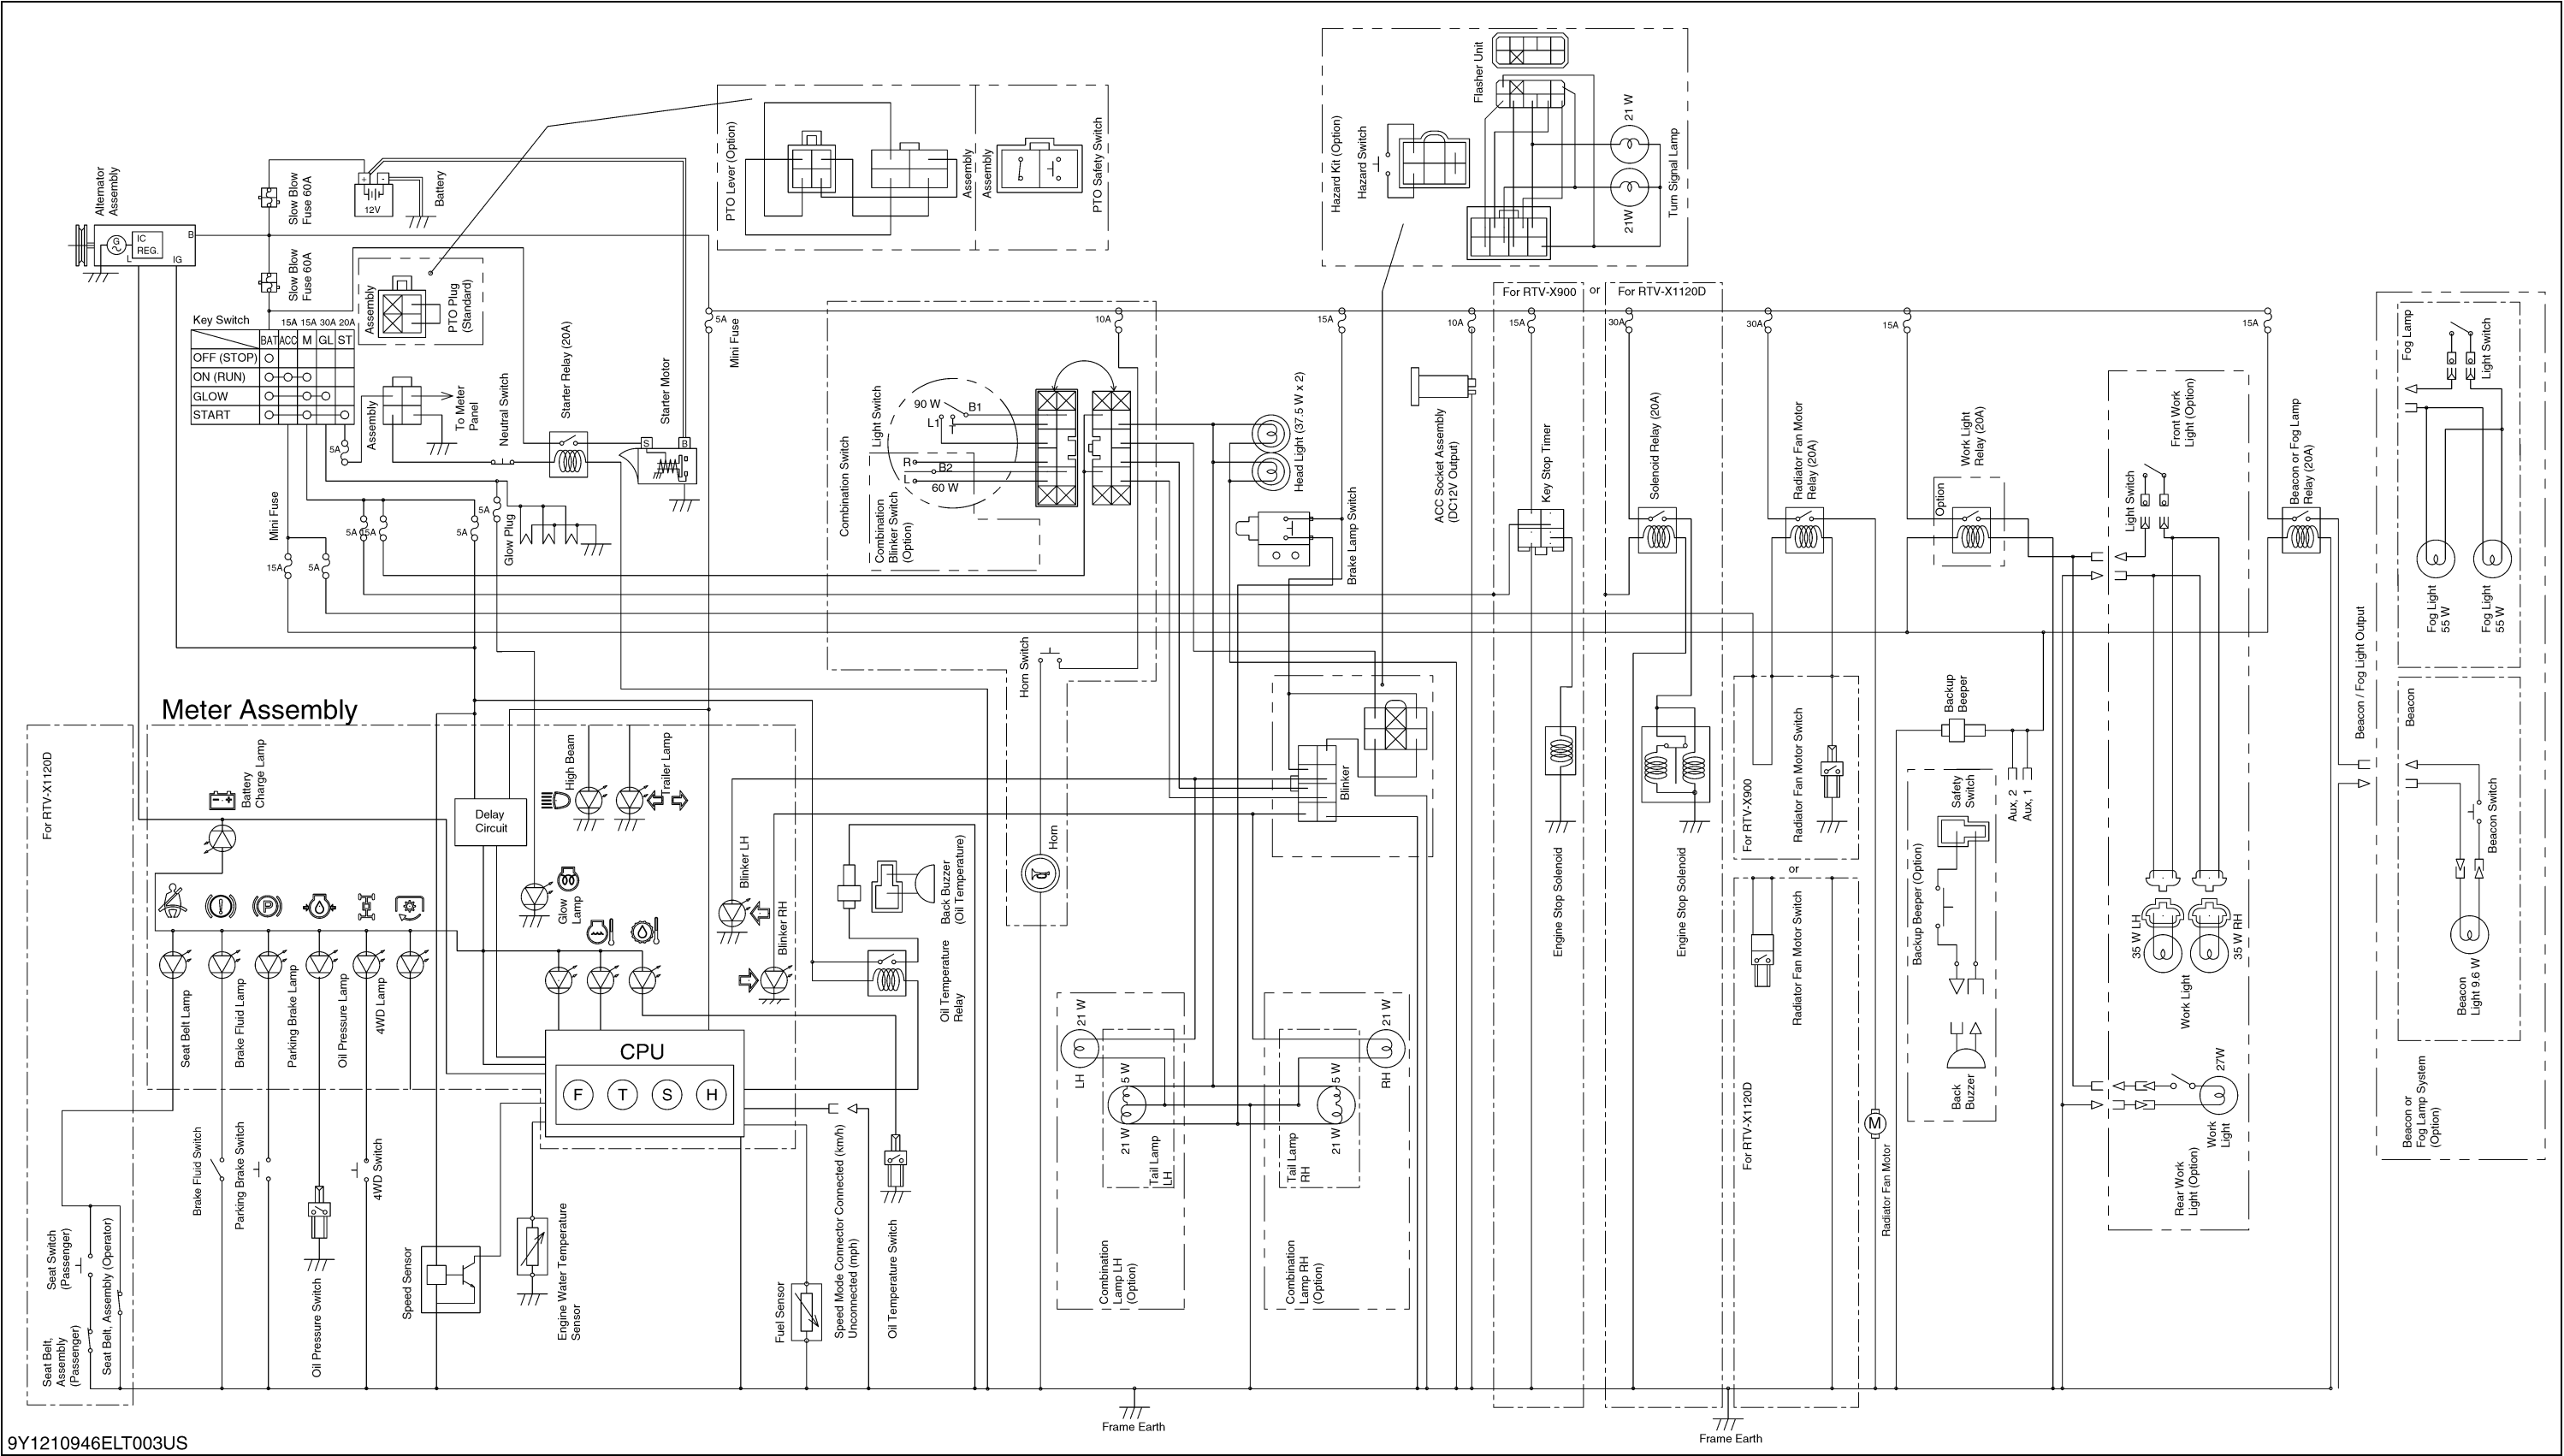 Alternator
Assembly
G
IC
REG.
L
B
IG
Slow Blow
Fuse 60A
Slow Blow
Fuse 60A
+
-
12V
Battery
PTO Lever (Option)
Assembly
Assembly
PTO Safety Switch
Hazard Kit (Option)
Hazard Switch
Flasher Unit
21 W
21W
Turn Signal Lamp
Key Switch
15A 15A 30A 20A
BAT ACC M GL ST
OFF (STOP)
ON (RUN)
GLOW
START
Assembly
PTO Plug
(Standard)
Assembly
To Meter
Panel
Neutral Switch
Starter Relay (20A)
Starter Motor
S
B
5A
Mini Fuse
5A
Mini Fuse
15A
5A
5A
15A
5A
5A
Glow Plug
Combination Switch
Light Switch
90 W
B1
L1
R
B2
L
60 W
Combination
Blinker Switch
(Option)
10A
15A
10A
15A
30A
30A
15A
15A
Head Light (37.5 W x 2)
Brake Lamp Switch
ACC Socket Assembly
(DC12V Output)
For RTV-X900
or
For RTV-X1120D
Key Stop Timer
Solenoid Relay (20A)
Radiator Fan Motor
Relay (20A)
Work Light
Relay (20A)
Option
Front Work
Light (Option)
Light Switch
Beacon or Fog Lamp
Relay (20A)
Fog Lamp
Light Switch
Fog Light
55 W
Fog Light
55 W
Beacon / Fog Light Output
Beacon
Beacon Switch
Beacon
Light 9.6 W
Beacon or
Fog Lamp System
(Option)
Horn Switch
Horn
Blinker
Engine Stop Solenoid
Engine Stop Solenoid
For RTV-X900
Radiator Fan Motor Switch
or
For RTV-X1120D
Radiator Fan Motor Switch
M
Radiator Fan Motor
Backup
Beeper
Aux, 2
Aux, 1
Backup Beeper (Option)
Safety
Switch
Back
Buzzer
35 W LH
35 W RH
Work Light
27W
Work
Light
Rear Work
Light (Option)
Meter Assembly
For RTV-X1120D
Battery
Charge Lamp
Delay
Circuit
High Beam
Trailer Lamp
Glow
Lamp
Blinker LH
Blinker RH
Back Buzzer
(Oil Temperature)
Oil Temperature
Relay
P
Seat Belt Lamp
Brake Fluid Lamp
Parking Brake Lamp
Oil Pressure Lamp
4WD Lamp
CPU
F T S H
Brake Fluid Switch
Parking Brake Switch
Oil Pressure Switch
4WD Switch
Seat Switch
(Passenger)
Seat Belt,
Assembly
(Passenger)
Seat Belt, Assembly (Operator)
Speed Sensor
Engine Water Temperature
Sensor
Fuel Sensor
Speed Mode Connector Connected (km/h)
Unconnected (mph)
Oil Temperature Switch
21 W
LH
5 W
21 W
Tail Lamp
LH
Combination
Lamp LH
(Option)
21 W
RH
5 W
21 W
Tail Lamp
RH
Combination
Lamp RH
(Option)
Frame Earth
Frame Earth
9Y1210946ELT003US